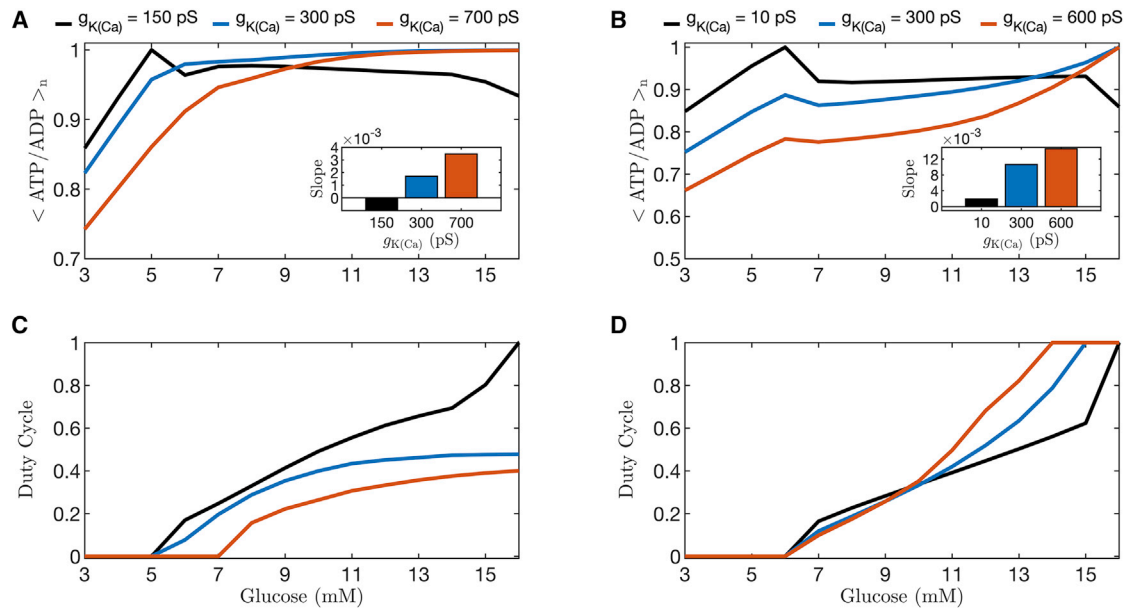 A
g_K(Ca) = 150 pS g_K(Ca) = 300 pS g_K(Ca) = 700 pS
1
0.9
0.8
0.7
< ATP/ADP >_n
3 5 7 9 11 13 15
×10^-3
4
2
0
Slope
150 300 700
g_K(Ca) (pS)
B
g_K(Ca) = 10 pS g_K(Ca) = 300 pS g_K(Ca) = 600 pS
1
0.9
0.8
0.7
0.6
0.5
< ATP/ADP >_n
3 5 7 9 11 13 15
×10^-3
12
8
4
0
Slope
10 300 600
g_K(Ca) (pS)
C
1
0.8
0.6
0.4
0.2
0
Duty Cycle
3 5 7 9 11 13 15
Glucose (mM)
D
1
0.8
0.6
0.4
0.2
0
Duty Cycle
3 5 7 9 11 13 15
Glucose (mM)